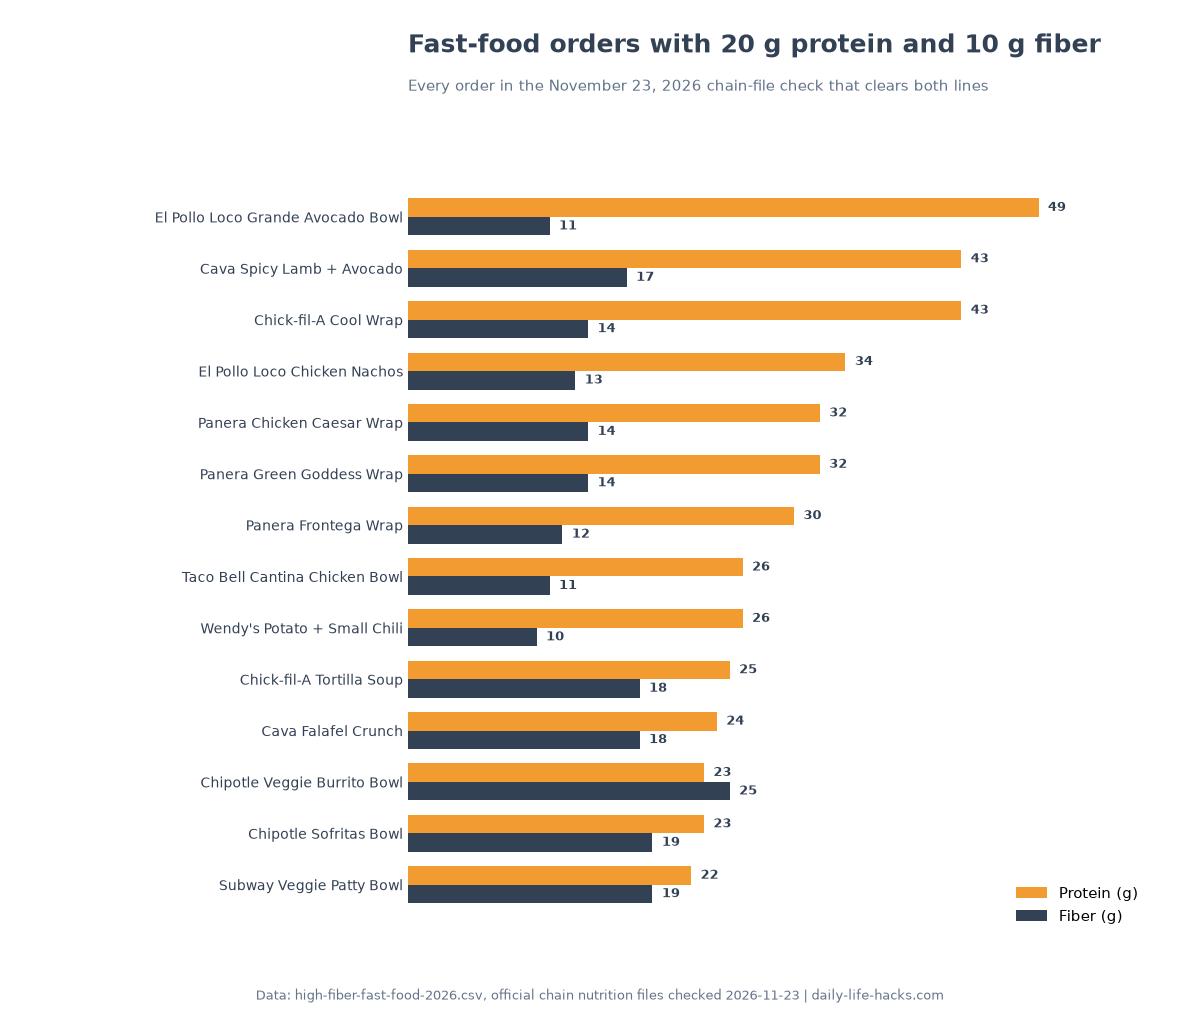 Fast-food orders with 20 g protein and 10 g fiber
Every order in the November 23, 2026 chain-file check that clears both lines
El Pollo Loco Grande Avocado Bowl
49
11
Cava Spicy Lamb + Avocado
43
17
Chick-fil-A Cool Wrap
43
14
El Pollo Loco Chicken Nachos
34
13
Panera Chicken Caesar Wrap
32
14
Panera Green Goddess Wrap
32
14
Panera Frontega Wrap
30
12
Taco Bell Cantina Chicken Bowl
26
11
Wendy's Potato + Small Chili
26
10
Chick-fil-A Tortilla Soup
25
18
Cava Falafel Crunch
24
18
Chipotle Veggie Burrito Bowl
23
25
Chipotle Sofritas Bowl
23
19
Subway Veggie Patty Bowl
22
19
Protein (g)
Fiber (g)
Data: high-fiber-fast-food-2026.csv, official chain nutrition files checked 2026-11-23 | daily-life-hacks.com